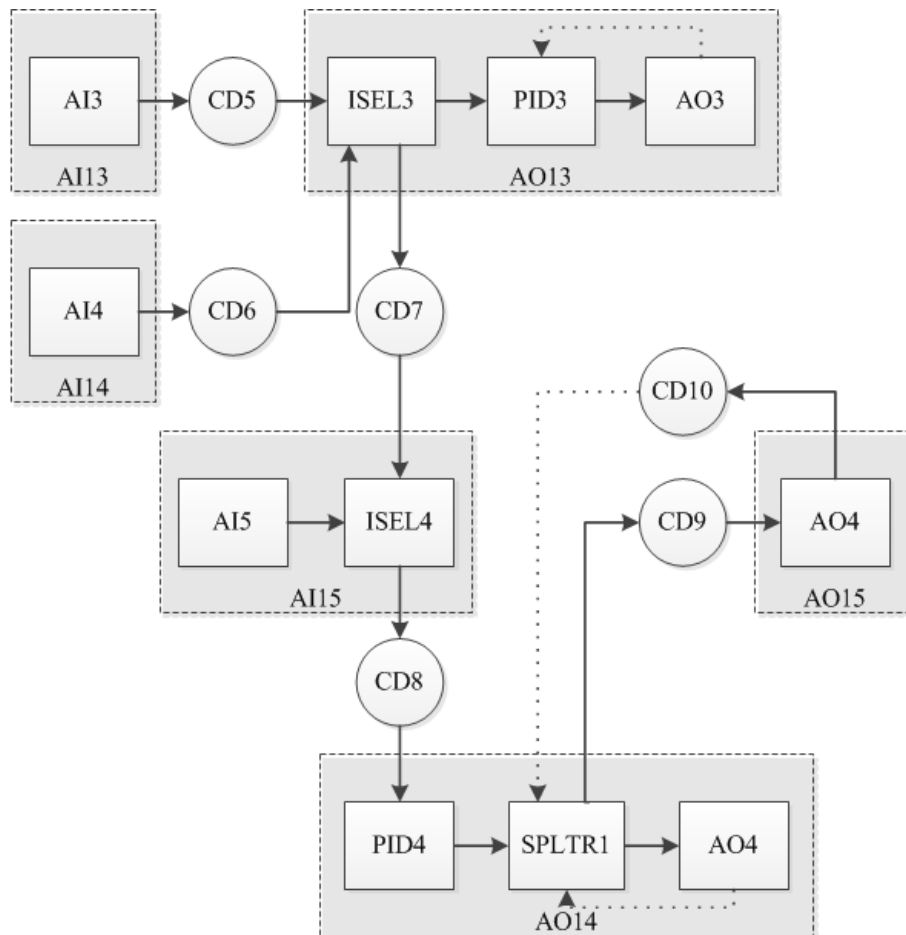 AI3
CD5
ISEL3
PID3
AO3
AI13
AO13
AI4
CD6
CD7
AI14
CD10
AI5
ISEL4
CD9
AO4
AI15
AO15
CD8
PID4
SPLTR1
AO4
AO14